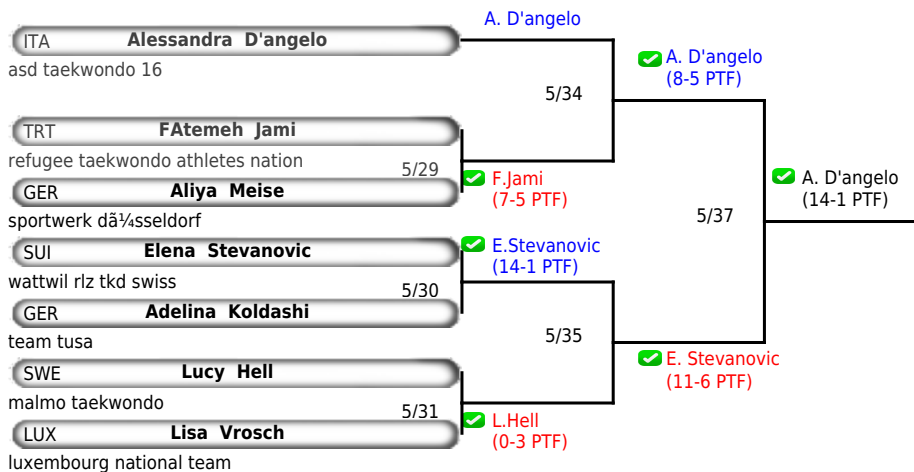 A. D'angelo
ITA Alessandra D'angelo
asd taekwondo 16
A. D'angelo
(8-5 PTF)
5/34
TRT FAtemeh Jami
refugee taekwondo athletes nation
5/29
GER Aliya Meise
F.Jami
(7-5 PTF)
A. D'angelo
(14-1 PTF)
sportwerk dã¼sseldorf
5/37
SUI Elena Stevanovic
E.Stevanovic
(14-1 PTF)
wattwil rlz tkd swiss
5/30
GER Adelina Koldashi
team tusa
5/35
SWE Lucy Hell
E. Stevanovic
(11-6 PTF)
malmo taekwondo
5/31
LUX Lisa Vrosch
L.Hell
(0-3 PTF)
luxembourg national team